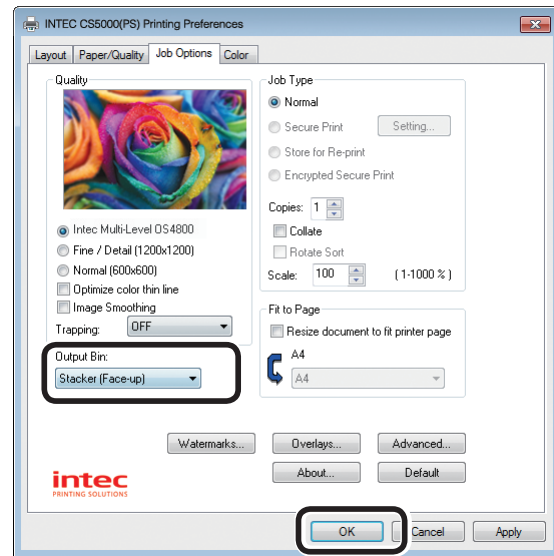 INTEC CS5000(PS) Printing Preferences
Layout Paper/Quality Job Options Color
Quality
Intec Multi-Level OS4800
Fine / Detail (1200x1200)
Normal (600x600)
Optimize color thin line
Image Smoothing
Trapping: OFF
Output Bin:
Stacker (Face-up)
Job Type
Normal
Secure Print Setting...
Store for Re-print
Encrypted Secure Print
Copies: 1
Collate
Rotate Sort
Scale: 100 (1-1000 %)
Fit to Page
Resize document to fit printer page
A4
A4
Watermarks... Overlays... Advanced...
About... Default
intec
PRINTING SOLUTIONS
OK Cancel Apply